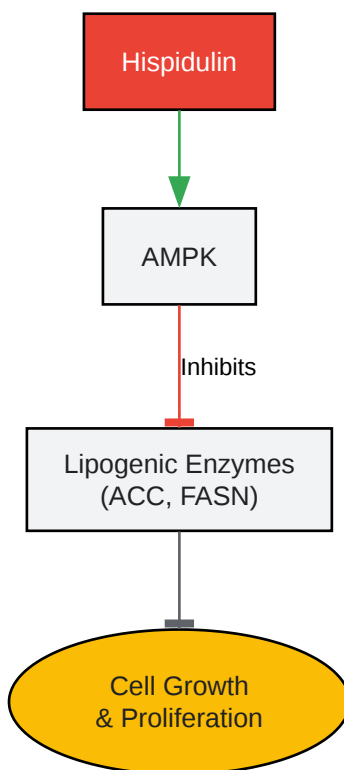 Hispidulin
AMPK
Inhibits
Lipogenic Enzymes
(ACC, FASN)
Cell Growth
& Proliferation